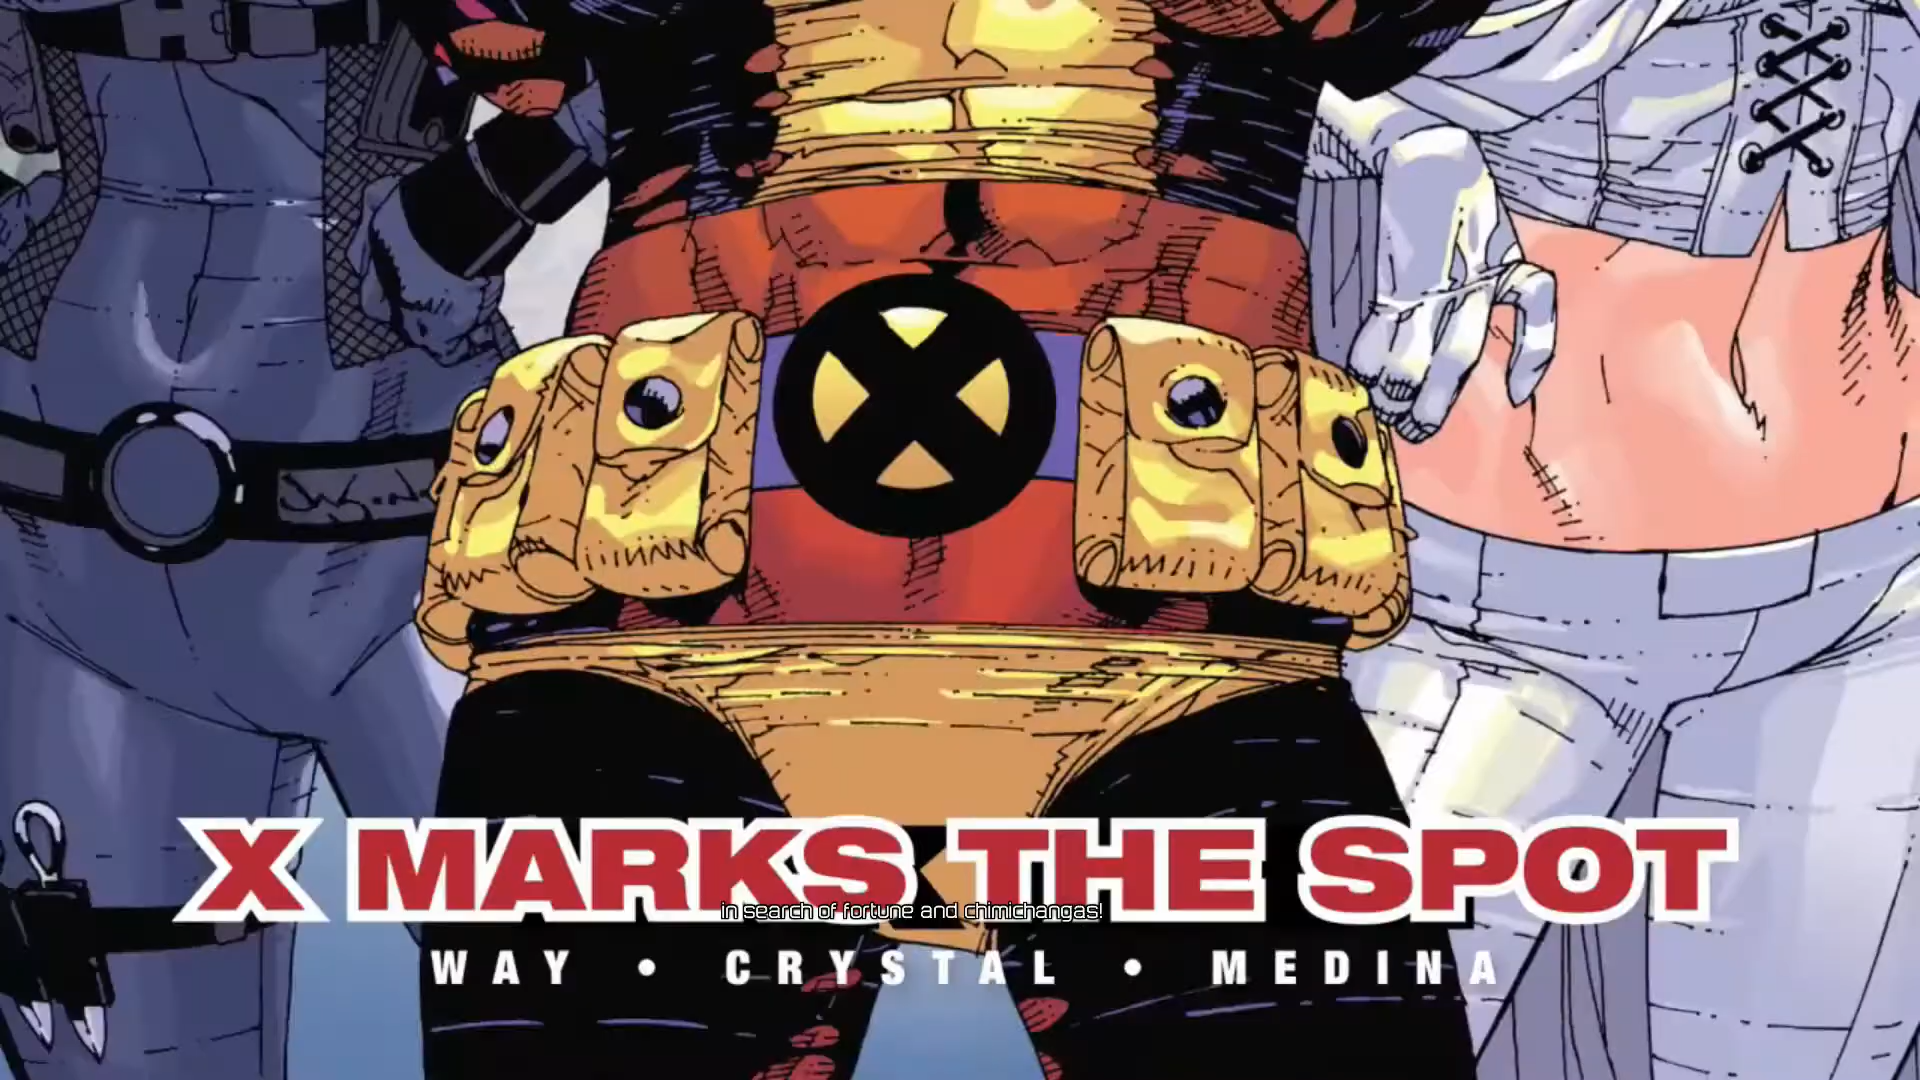 X MARKS THE SPOT
in search of fortune and chimichangas!
WAY • CRYSTAL • MEDINA